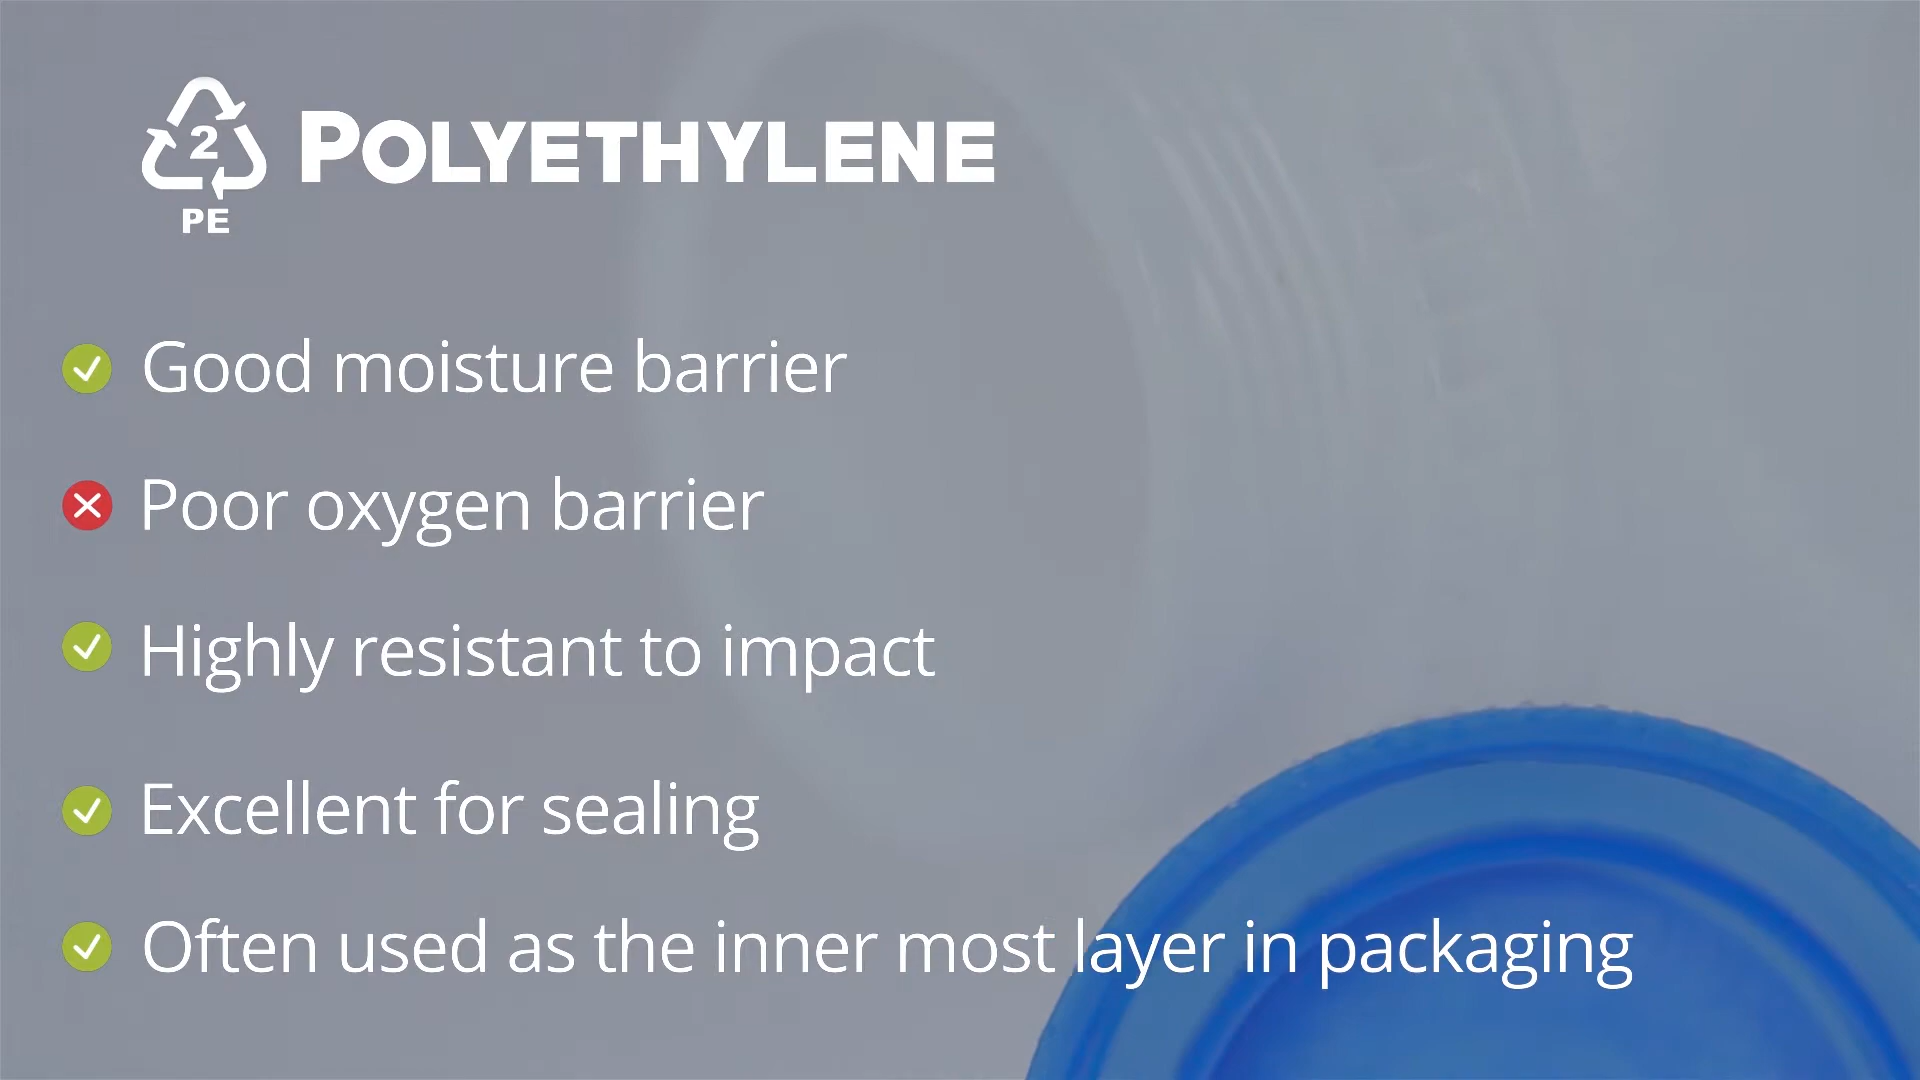 2
PE
POLYETHYLENE
Good moisture barrier
Poor oxygen barrier
Highly resistant to impact
Excellent for sealing
Often used as the inner most layer in packaging